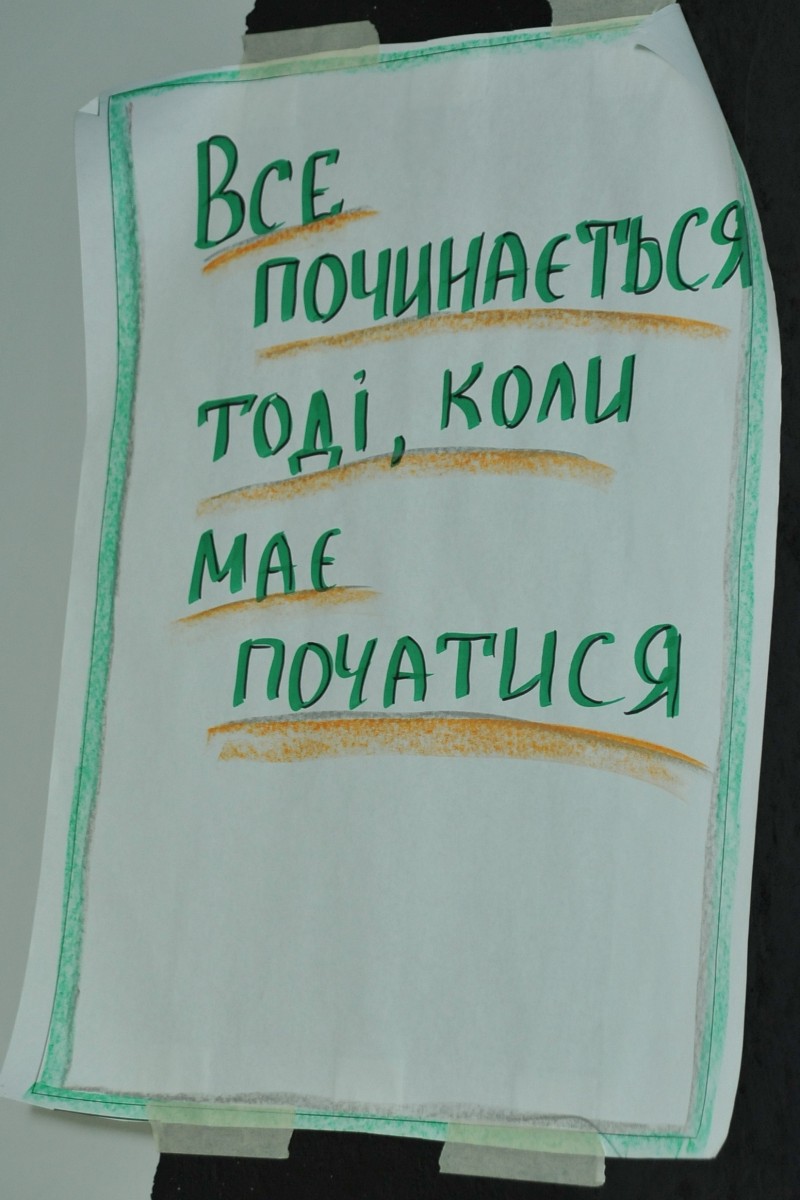 Все
починається
тоді, коли
має
початися